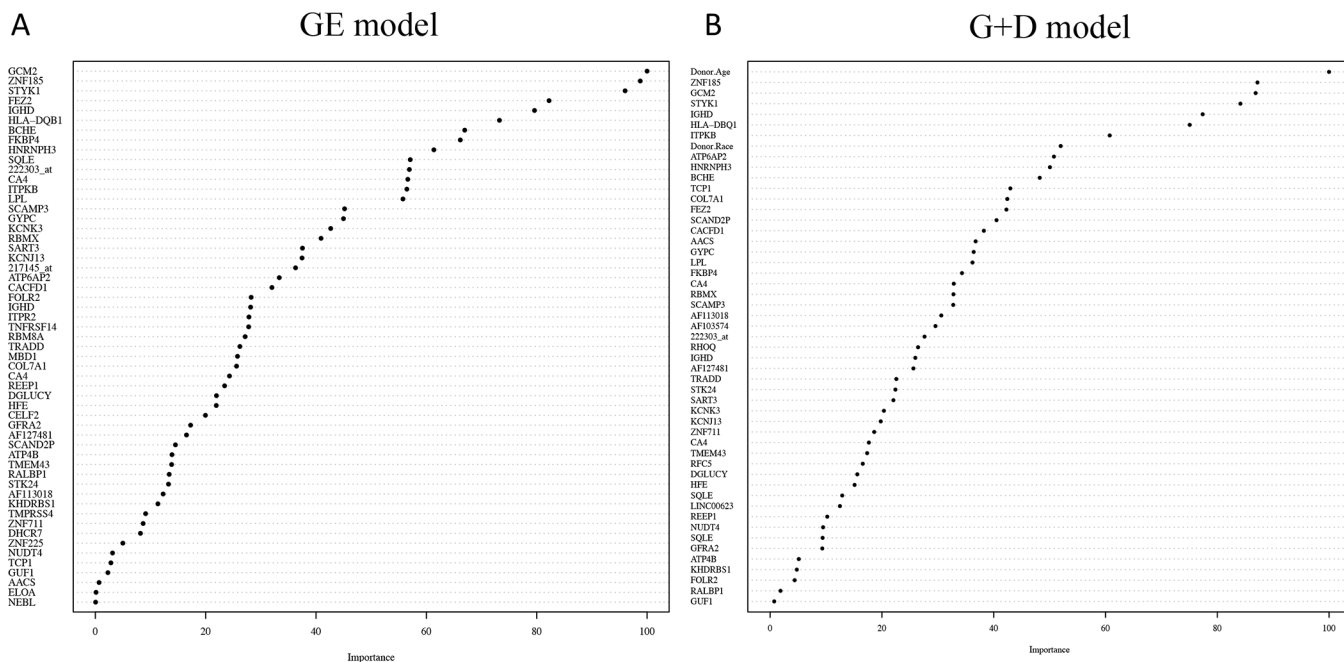 A
GE model
GCM2
ZNF185
STYK1
FEZ2
IGHD
HLA–DQB1
BCHE
FKBP4
HNRNPH3
SQLE
222303_at
CA4
ITPKB
LPL
SCAMP3
GYPC
KCNK3
RBMX
SART3
KCNJ13
217145_at
ATP6AP2
CACFD1
FOLR2
IGHD
ITPR2
TNFRSF14
RBM8A
TRADD
MBD1
COL7A1
CA4
REEP1
DGLUCY
HFE
CELF2
GFRA2
AF127481
SCAND2P
ATP4B
TMEM43
RALBP1
STK24
AF113018
KHDRBS1
TMPRSS4
ZNF711
DHCR7
ZNF225
NUDT4
TCP1
GUF1
AACS
ELOA
NEBL
0 20 40 60 80 100
Importance
B
G+D model
Donor.Age
ZNF185
GCM2
STYK1
IGHD
HLA–DBQ1
ITPKB
Donor.Race
ATP6AP2
HNRNPH3
BCHE
TCP1
COL7A1
FEZ2
SCAND2P
CACFD1
AACS
GYPC
LPL
FKBP4
CA4
RBMX
SCAMP3
AF113018
AF103574
222303_at
RHOQ
IGHD
AF127481
TRADD
STK24
SART3
KCNK3
KCNJ13
ZNF711
CA4
TMEM43
RFC5
DGLUCY
HFE
SQLE
LINC00623
REEP1
NUDT4
SQLE
GFRA2
ATP4B
KHDRBS1
FOLR2
RALBP1
GUF1
0 20 40 60 80 100
Importance